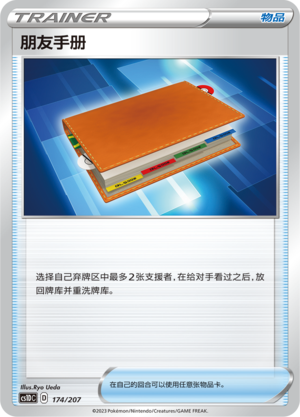 TRAINER 物品
朋友手册
选择自己弃牌区中最多2张支援者，在给对手看过之后，放
回牌库并重洗牌库。
Illus.Ryo Ueda
CS1D C D 174/207
在自己的回合可以使用任意张物品卡。
©2023 Pokémon/Nintendo/Creatures/GAME FREAK.